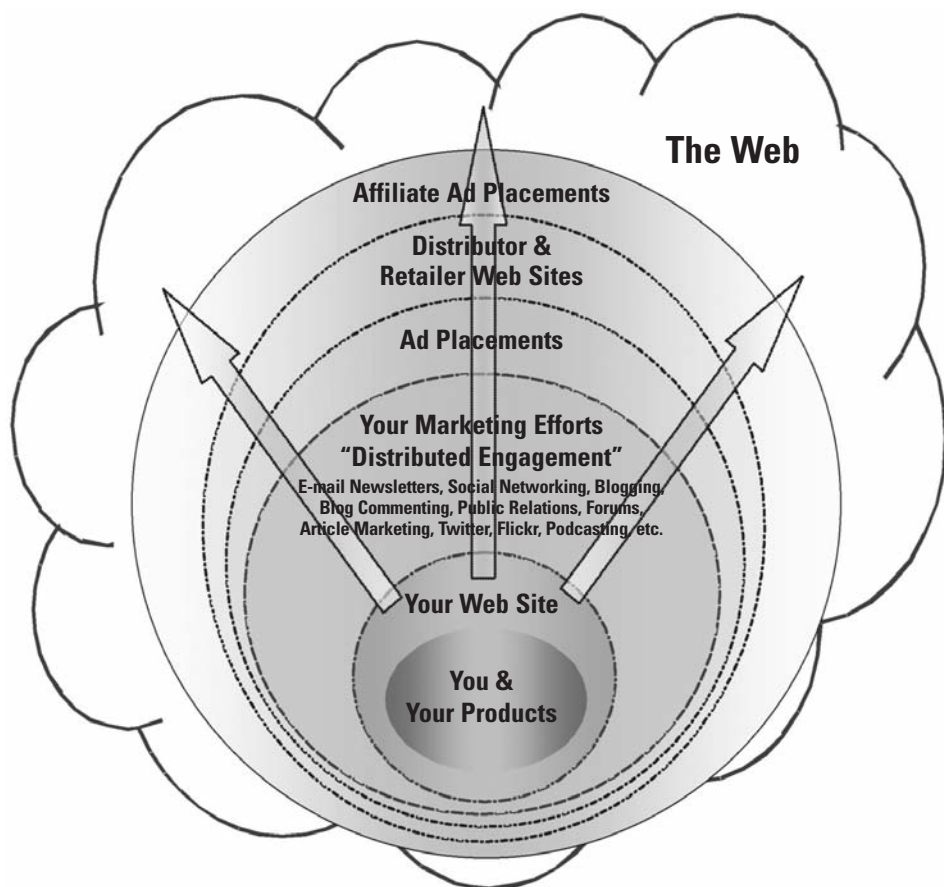 The Web
Affiliate Ad Placements
Distributor &
Retailer Web Sites
Ad Placements
Your Marketing Efforts
“Distributed Engagement”
E-mail Newsletters, Social Networking, Blogging,
Blog Commenting, Public Relations, Forums,
Article Marketing, Twitter, Flickr, Podcasting, etc.
Your Web Site
You &
Your Products